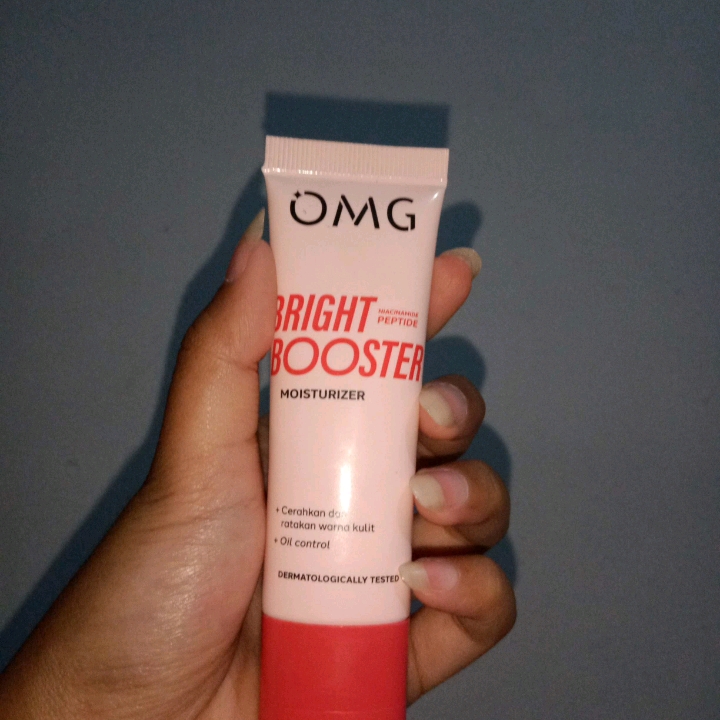 OMG
BRIGHT NIACINAMIDE
PEPTIDE
BOOSTER
MOISTURIZER
+ Cerahkan dan
ratakan warna kulit
+ Oil control
DERMATOLOGICALLY TESTED